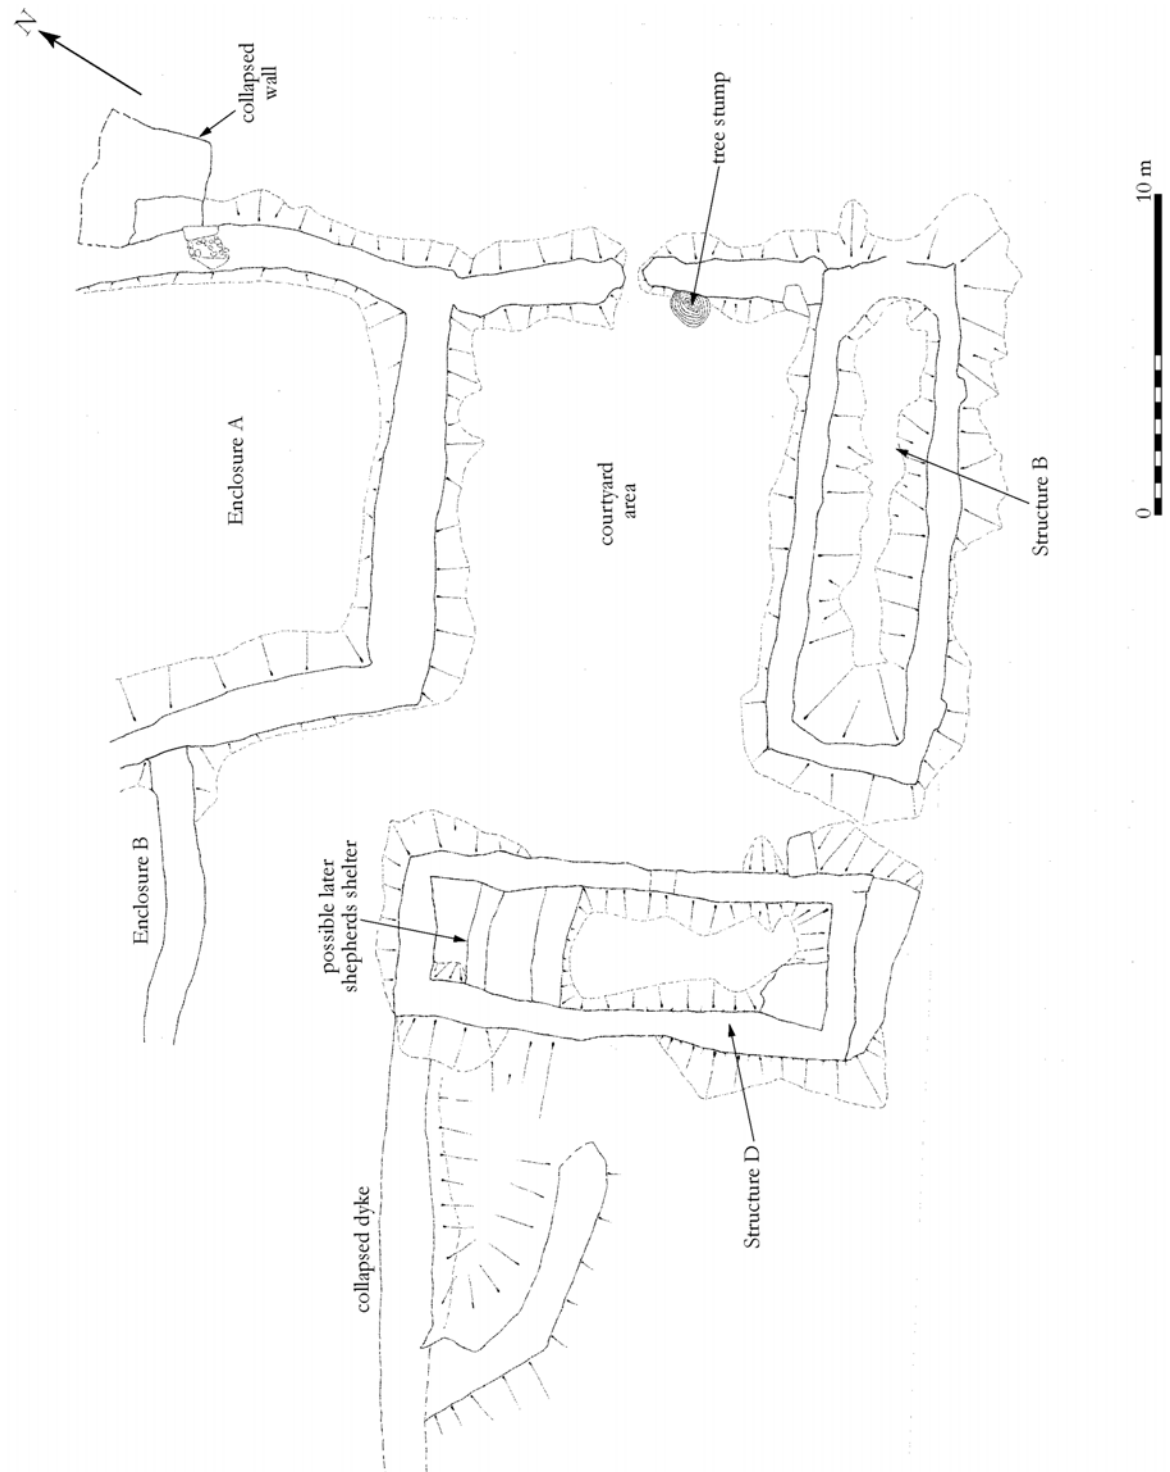 N
collapsed
wall
tree stump
10 m
0
Enclosure A
courtyard
area
Structure B
Enclosure B
possible later
shepherds shelter
collapsed dyke
Structure D